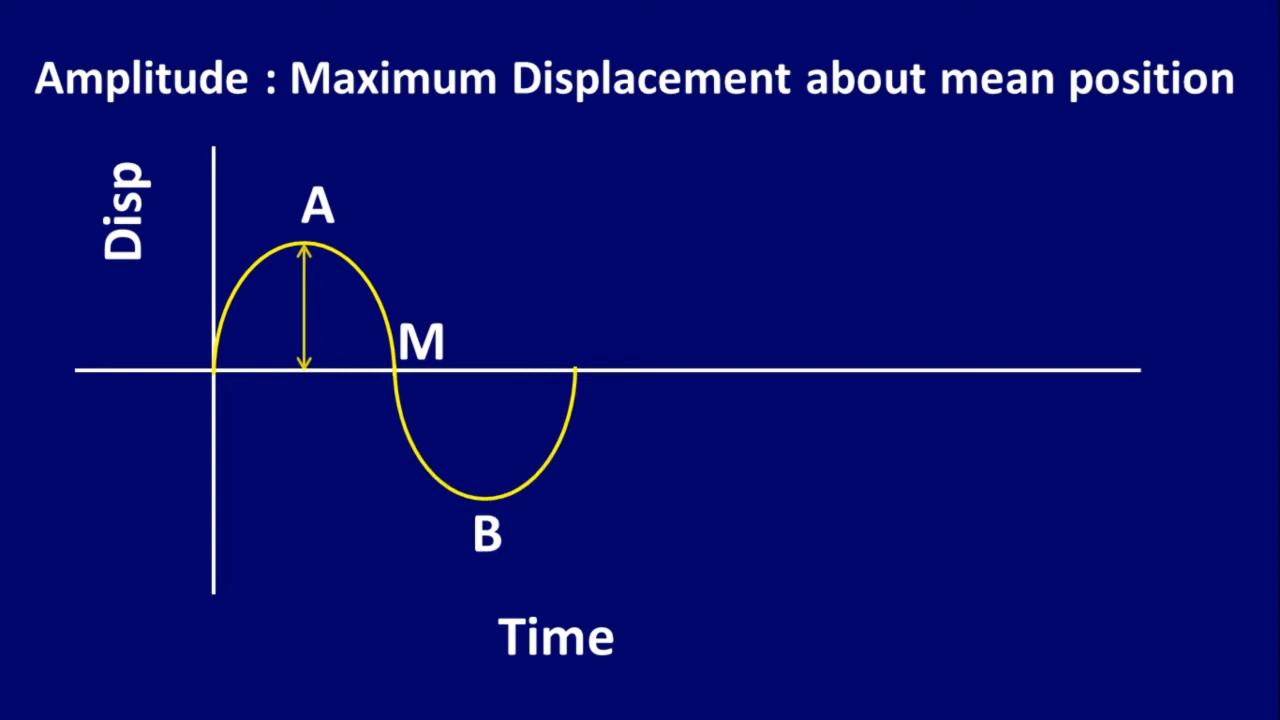 Amplitude : Maximum Displacement about mean position
Disp
A
M
B
Time